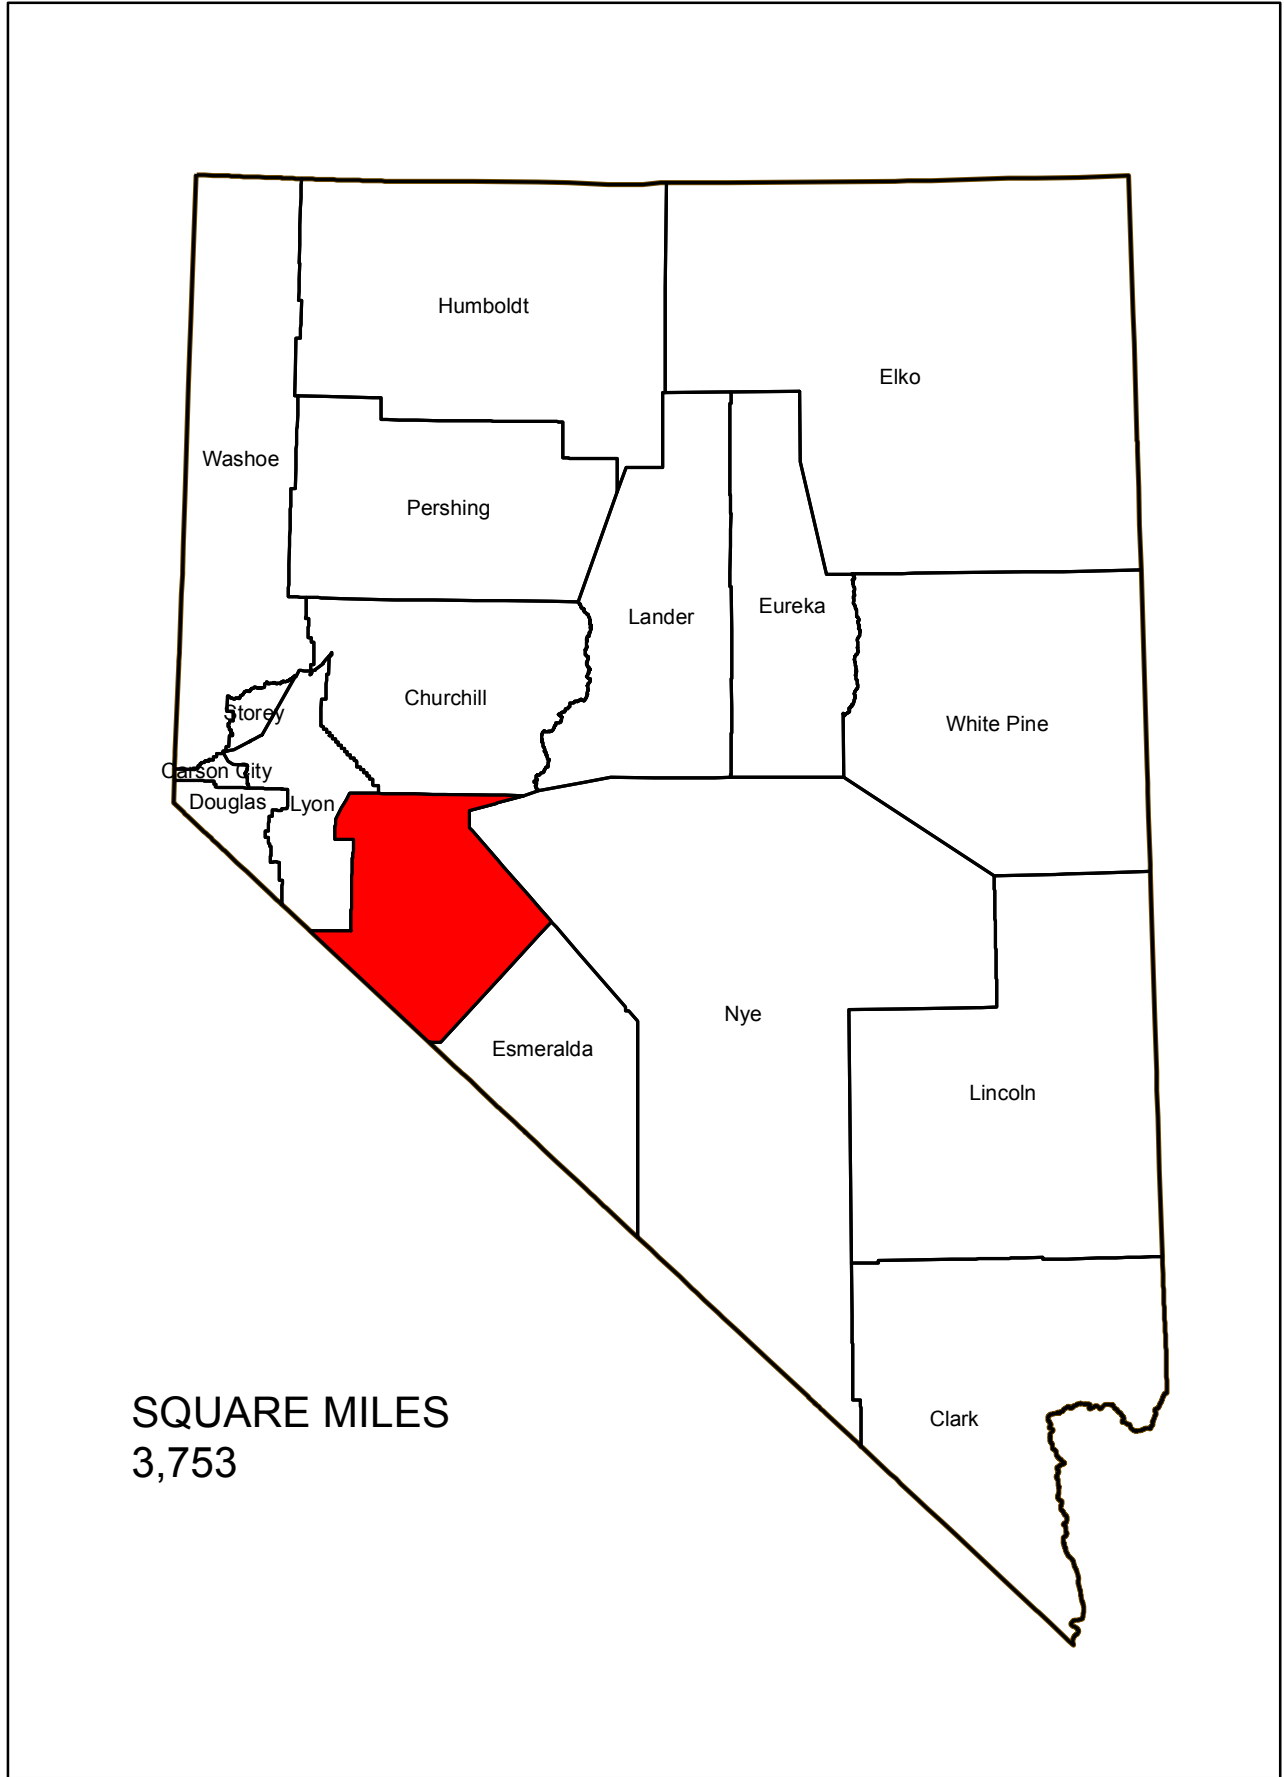 Humboldt
Elko
Washoe
Pershing
Eureka
Lander
Churchill
Storey
White Pine
Carson City
Douglas
Lyon
Nye
Esmeralda
Lincoln
SQUARE MILES
Clark
3,753